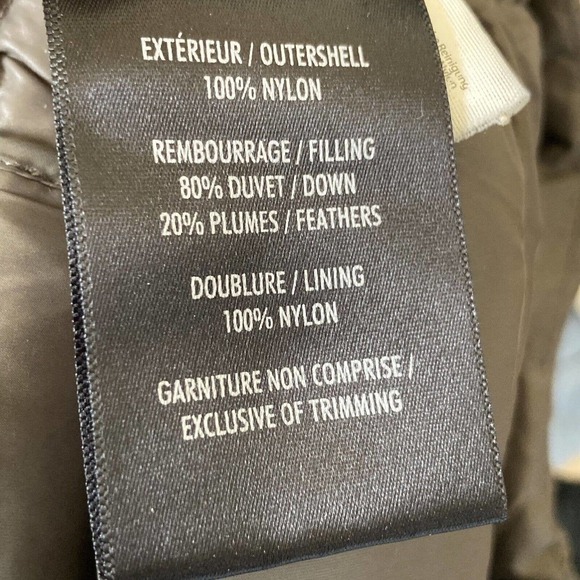 EXTÉRIEUR / OUTERSHELL
100% NYLON
REMBOURRAGE / FILLING
80% DUVET / DOWN
20% PLUMES / FEATHERS
DOUBLURE / LINING
100% NYLON
GARNITURE NON COMPRISE /
EXCLUSIVE OF TRIMMING
Reinigung